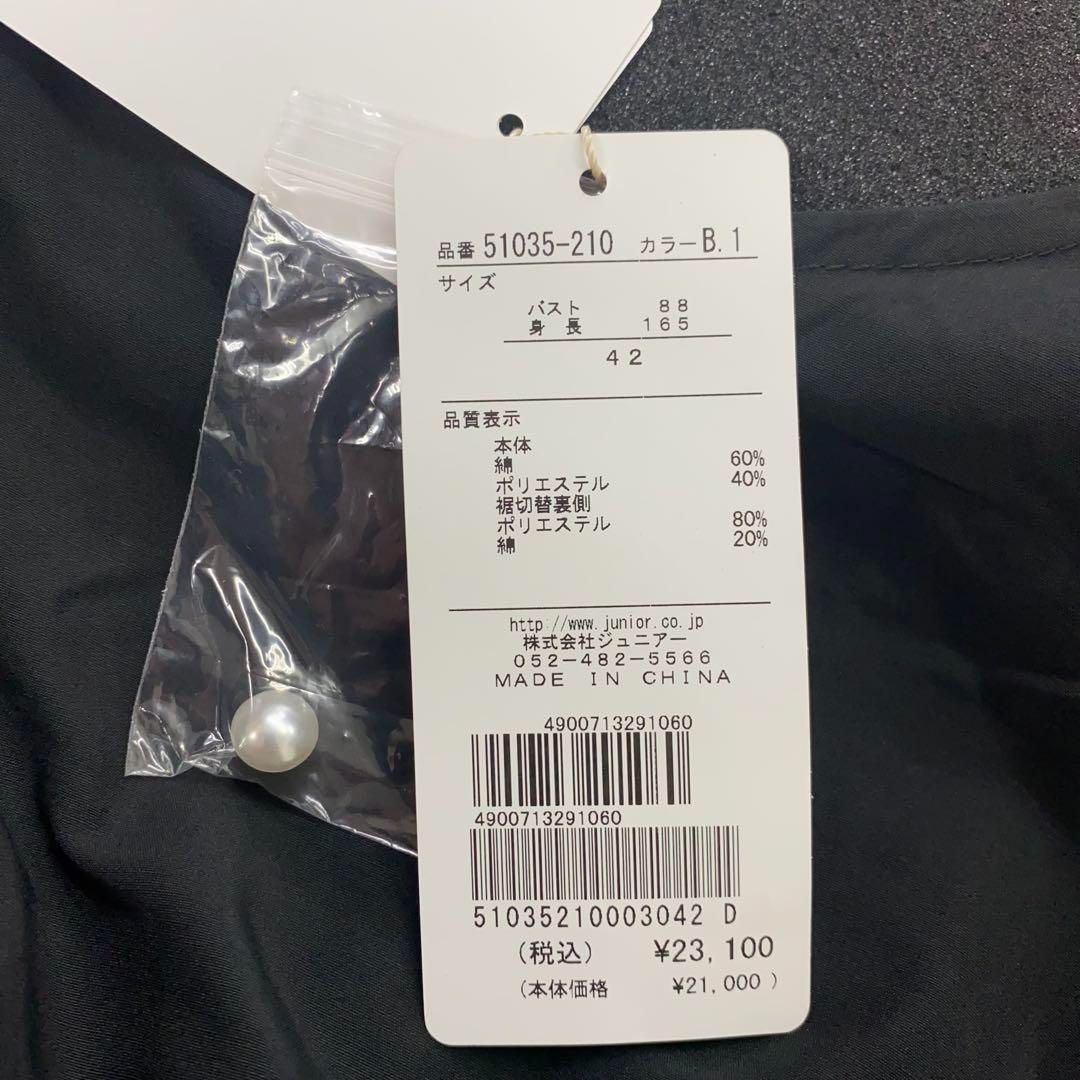 品番 51035-210 カラー B. 1
サイズ
バスト 88
身長 165
42
品質表示
本体
綿 60%
ポリエステル 40%
裾切替裏側
ポリエステル 80%
綿 20%
http://www.junior.co.jp
株式会社ジュニアー
052-482-5566
MADE IN CHINA
4900713291060
4900713291060
51035210003042 D
(税込) ¥23,100
(本体価格 ¥21,000 )